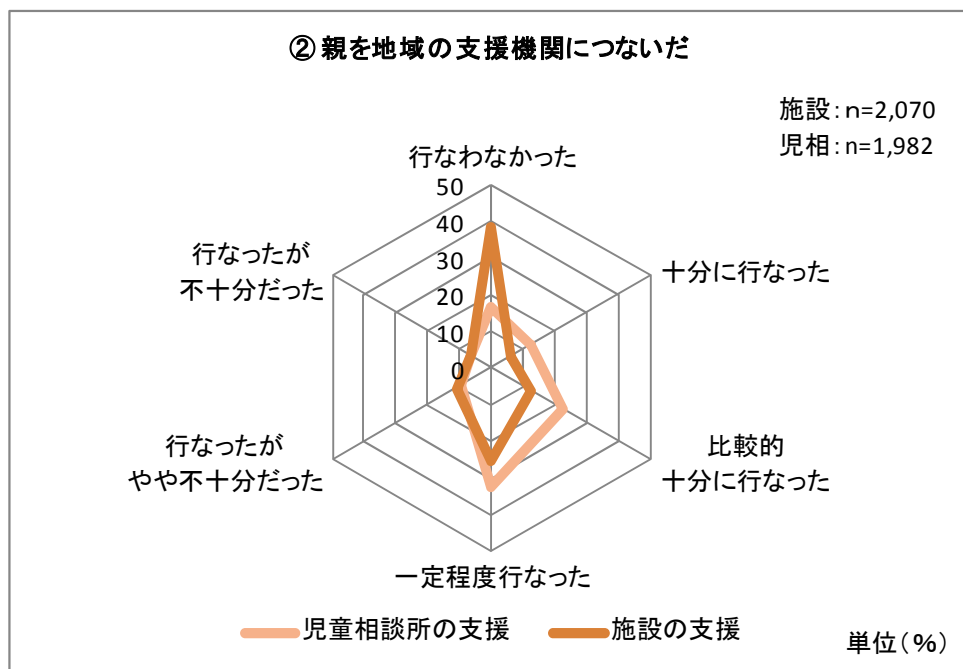 ② 親を地域の支援機関につないだ
施設：n=2,070
児相：n=1,982
行なわなかった
50
40
30
20
10
0
十分に行なった
比較的
十分に行なった
一定程度行なった
行なったが
やや不十分だった
行なったが
不十分だった
児童相談所の支援
施設の支援
単位（％）